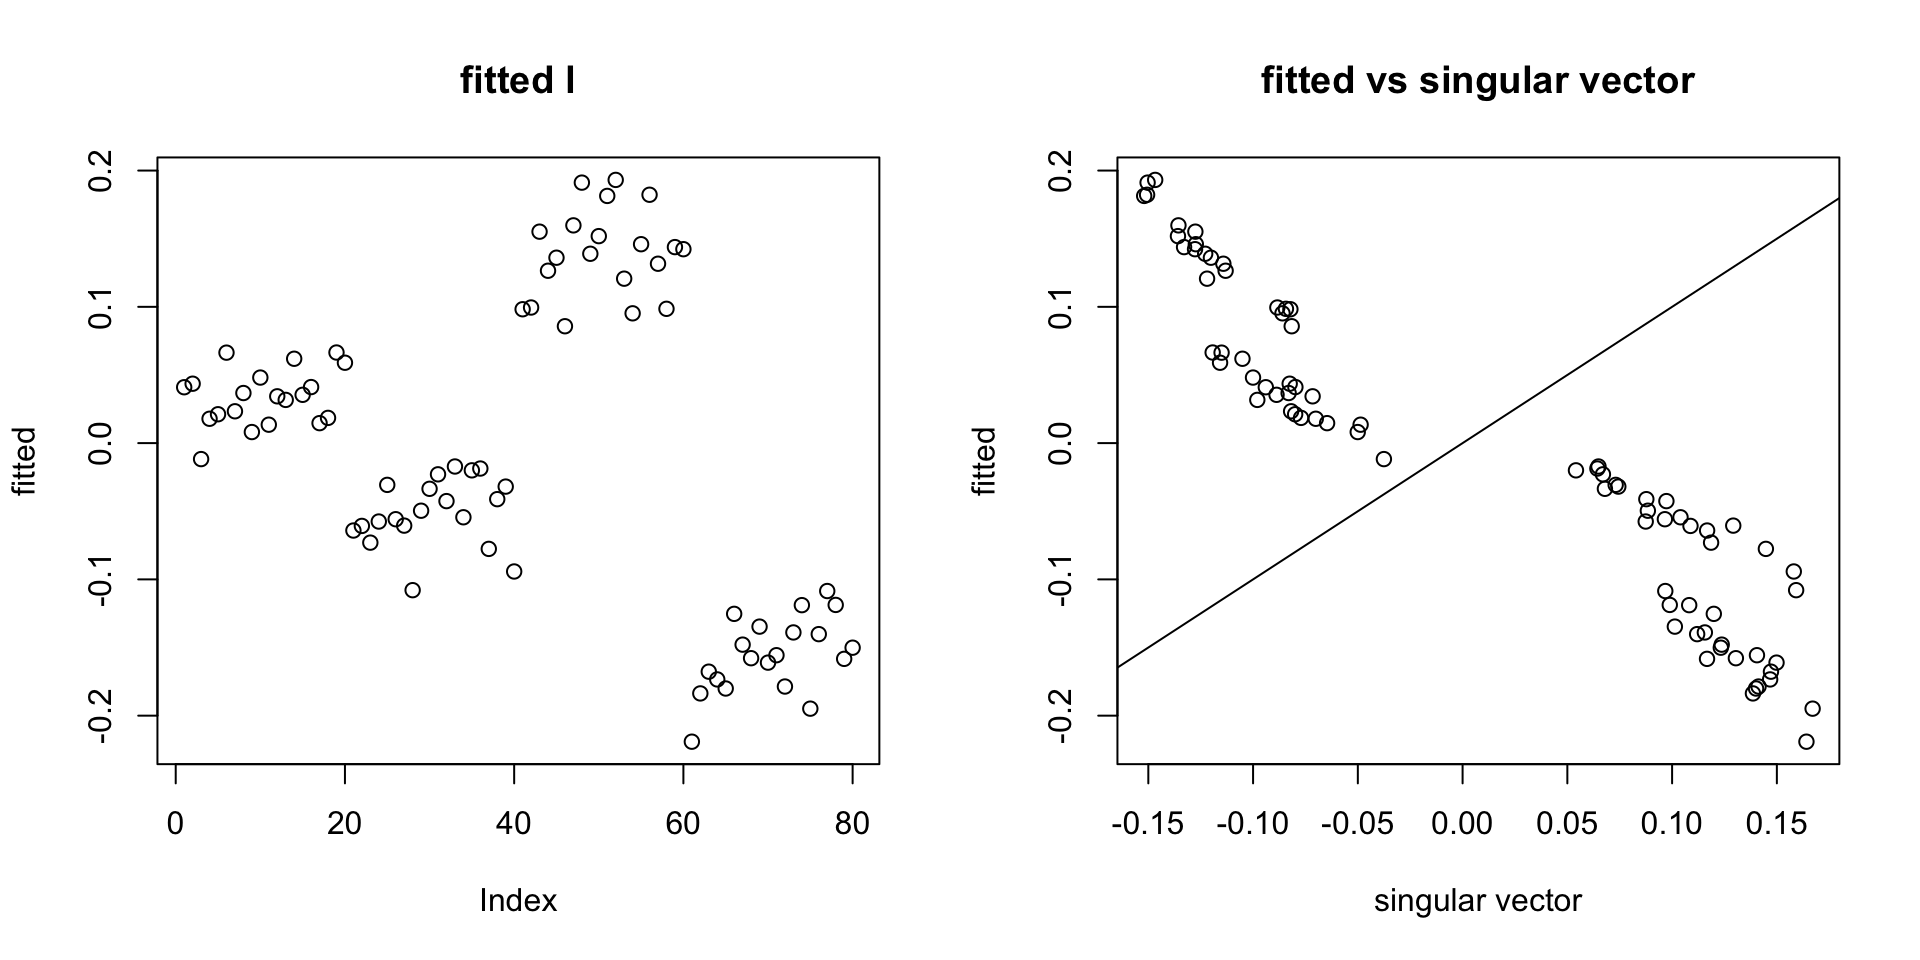 fitted l
fitted
0.2
0.1
0.0
-0.1
-0.2
0 20 40 60 80
Index
fitted vs singular vector
fitted
0.2
0.1
0.0
-0.1
-0.2
-0.15 -0.10 -0.05 0.00 0.05 0.10 0.15
singular vector